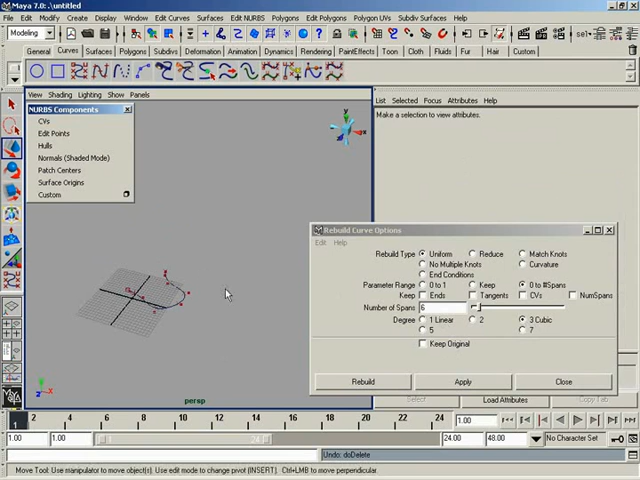 Maya 7.0: .\untitled
File Edit Modify Create Display Window Edit Curves Surfaces Edit NURBS Polygons Edit Polygons Polygon UVs Subdiv Surfaces Deform
Modeling sel
General Curves Surfaces Polygons Subdivs Deformation Animation Dynamics Rendering PaintEffects Toon Cloth Fluids Fur Hair Custom
View Shading Lighting Show Panels
List Selected Focus Attributes Help
NURBS Components
Make a selection to view attributes.
CVs
Edit Points
Hulls
Normals (Shaded Mode)
Patch Centers
Surface Origins
Custom
y
x
Rebuild Curve Options
Edit Help
Rebuild Type Uniform Reduce Match Knots
No Multiple Knots Curvature
End Conditions
Parameter Range 0 to 1 Keep 0 to #Spans
Keep Ends Tangents CVs NumSpans
Number of Spans 6
Degree 1 Linear 2 3 Cubic
5 7
Keep Original
Rebuild Apply Close
Select Load Attributes Copy Tab
z x
persp
2 4 6 8 10 12 14 16 18 20 22 24 1.00
1.00 1.00 24 24.00 48.00 No Character Set
Undo: doDelete
Move Tool: Use manipulator to move object(s). Use edit mode to change pivot (INSERT). Ctrl+LMB to move perpendicular.